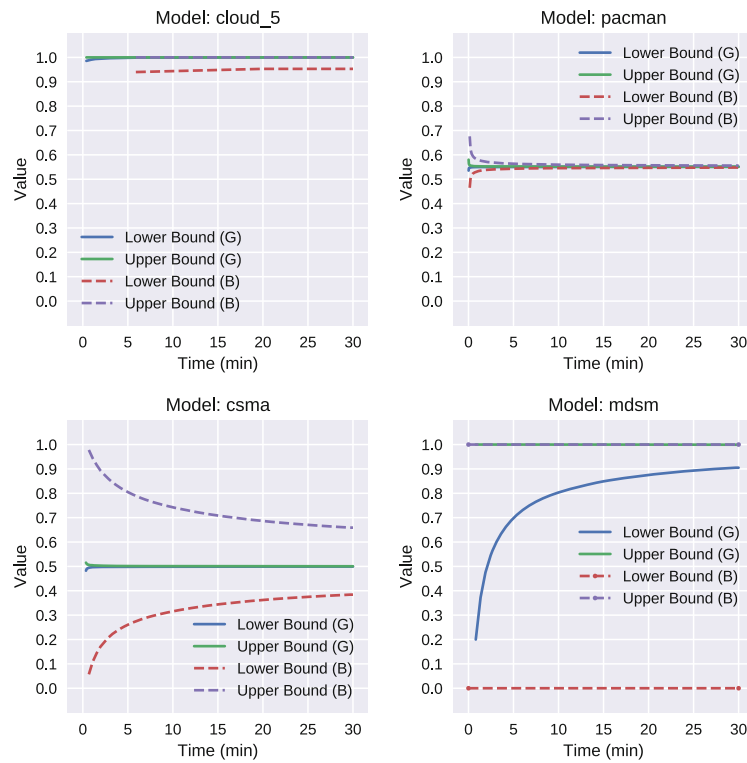 Model: cloud_5
1.0
0.9
0.8
0.7
0.6
0.5
0.4
0.3
0.2
0.1
0.0
Value
Lower Bound (G)
Upper Bound (G)
Lower Bound (B)
Upper Bound (B)
0 5 10 15 20 25 30
Time (min)
Model: pacman
1.0
0.9
0.8
0.7
0.6
0.5
0.4
0.3
0.2
0.1
0.0
Value
Lower Bound (G)
Upper Bound (G)
Lower Bound (B)
Upper Bound (B)
0 5 10 15 20 25 30
Time (min)
Model: csma
1.0
0.9
0.8
0.7
0.6
0.5
0.4
0.3
0.2
0.1
0.0
Value
Lower Bound (G)
Upper Bound (G)
Lower Bound (B)
Upper Bound (B)
0 5 10 15 20 25 30
Time (min)
Model: mdsm
1.0
0.9
0.8
0.7
0.6
0.5
0.4
0.3
0.2
0.1
0.0
Value
Lower Bound (G)
Upper Bound (G)
Lower Bound (B)
Upper Bound (B)
0 5 10 15 20 25 30
Time (min)